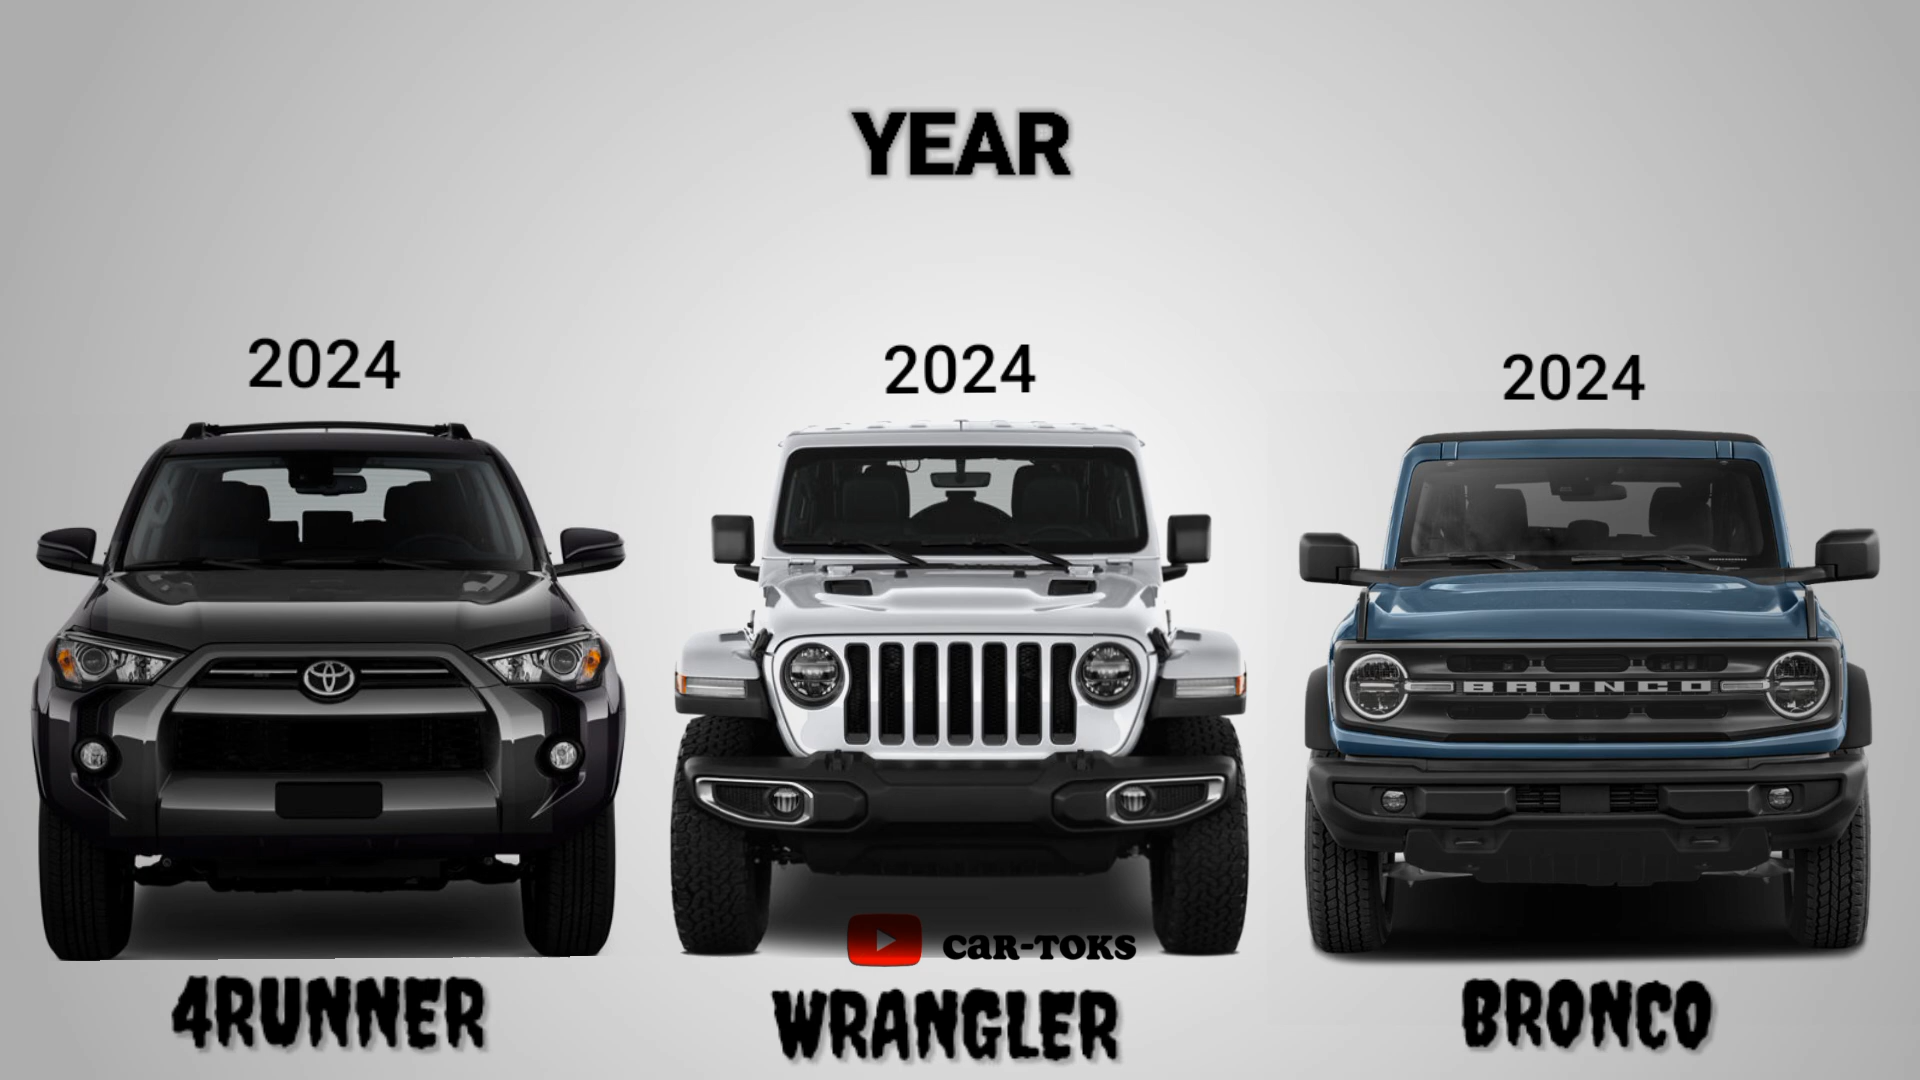 YEAR
2024
2024
2024
BRONCO
CAR-TOKS
4RUNNER
WRANGLER
BRONCO